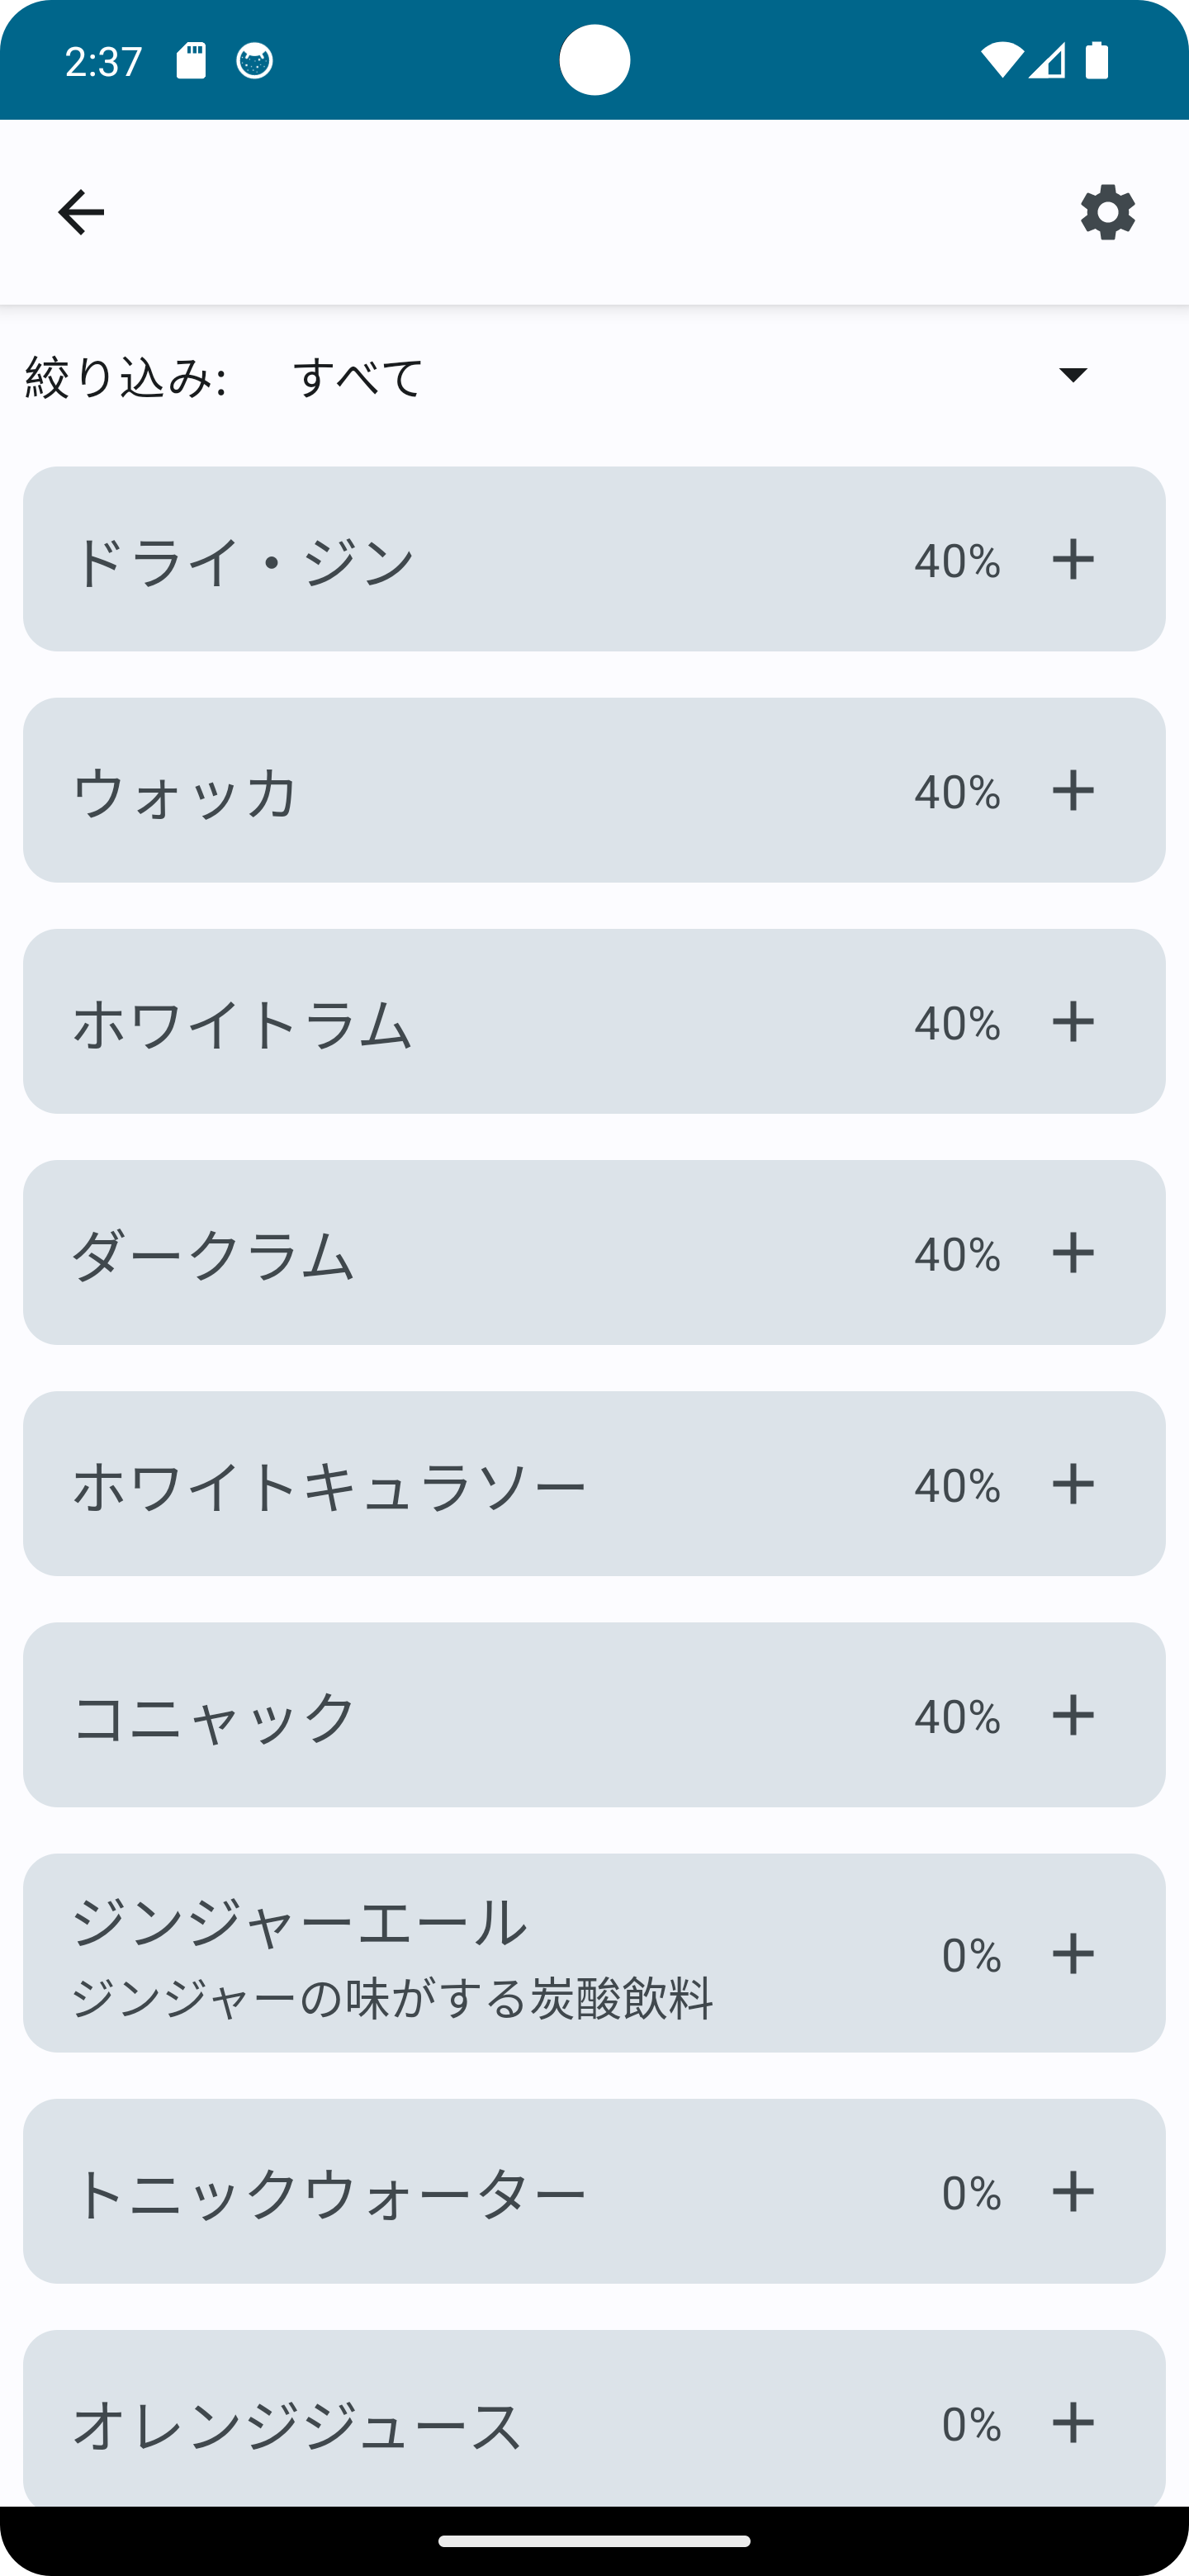 2:37
絞り込み: すべて
ドライ・ジン 40%
ウォッカ 40%
ホワイトラム 40%
ダークラム 40%
ホワイトキュラソー 40%
コニャック 40%
ジンジャーエール 0%
ジンジャーの味がする炭酸飲料
トニックウォーター 0%
オレンジジュース 0%